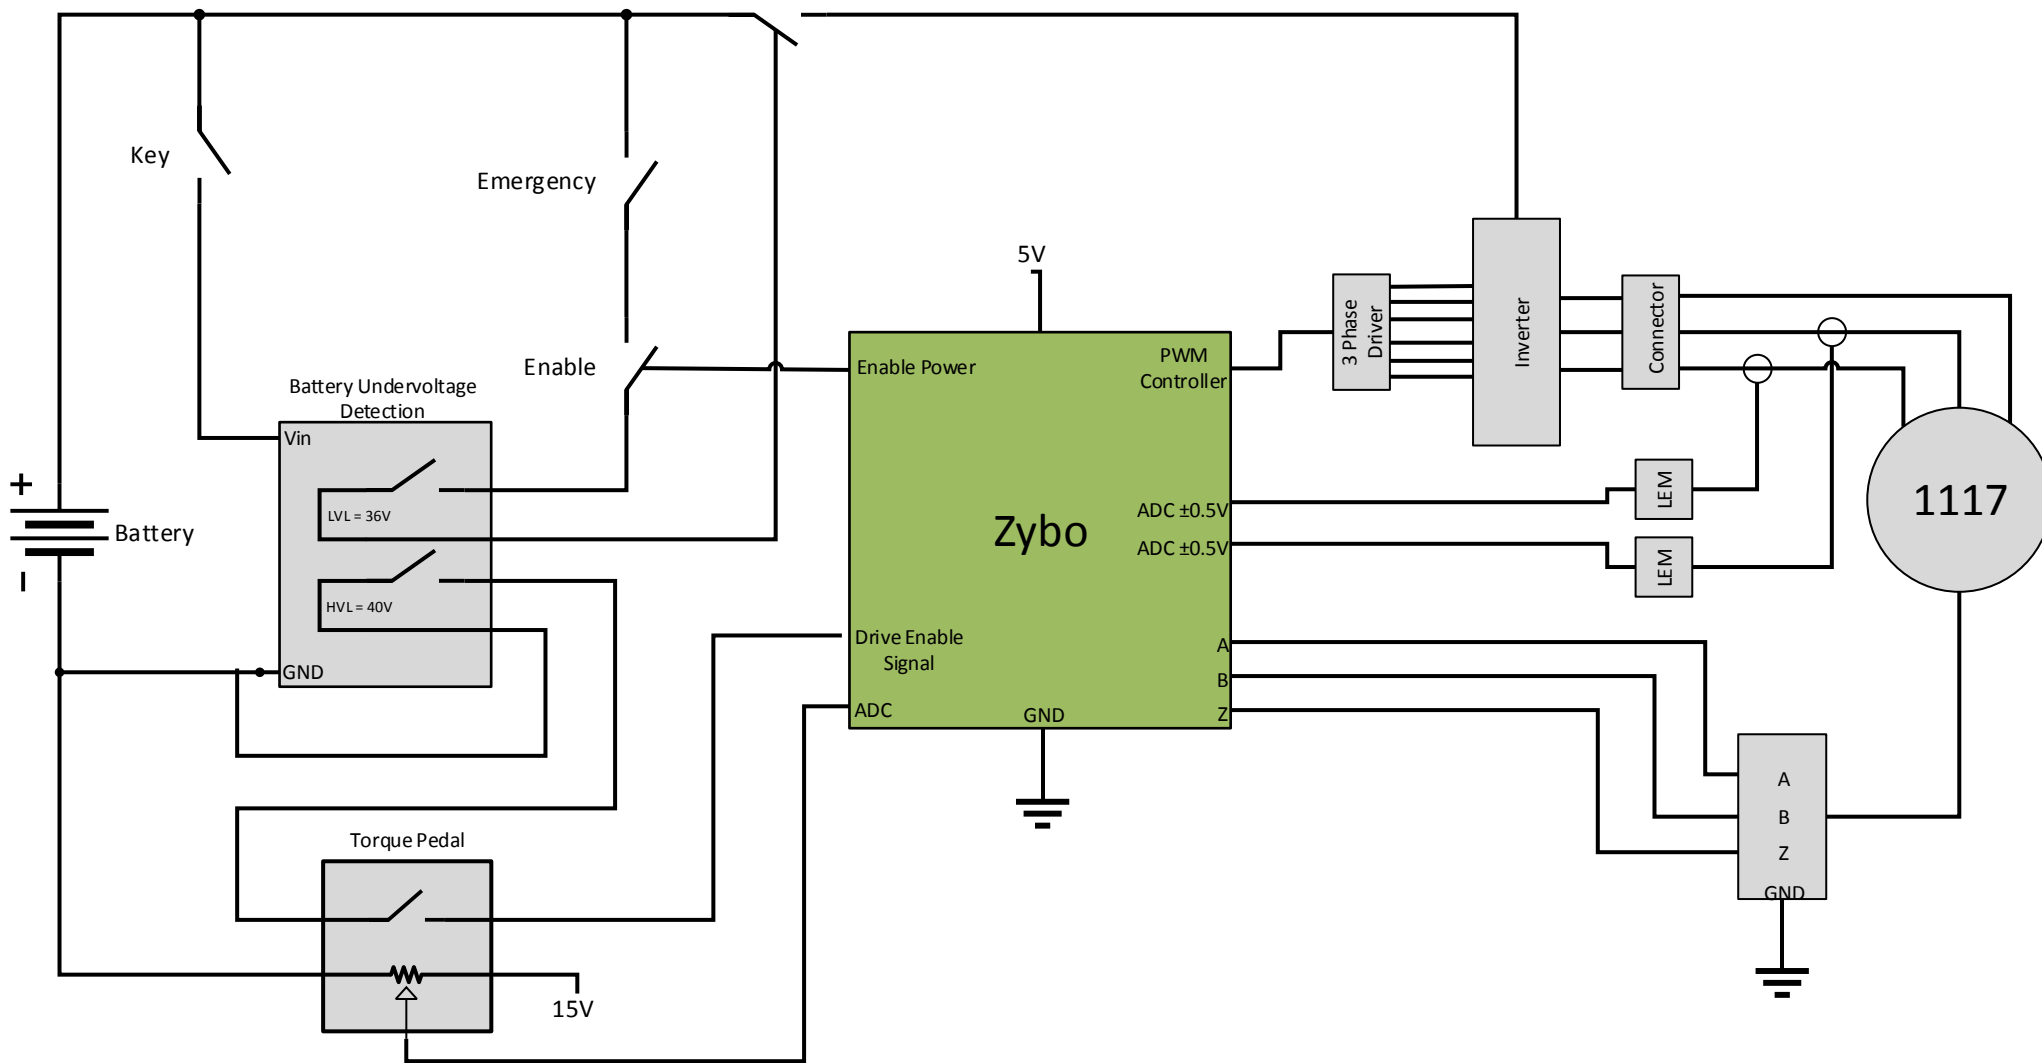 Key
Emergency
5V
Enable
Battery Undervoltage
Detection
Vin
LVL = 36V
HVL = 40V
GND
+
Battery
-
Enable Power
PWM
Controller
ADC ±0.5V
Zybo
ADC ±0.5V
Drive Enable
Signal
A
B
Z
ADC
GND
3 Phase
Driver
Inverter
Connector
LEM
LEM
1117
A
B
Z
GND
Torque Pedal
15V